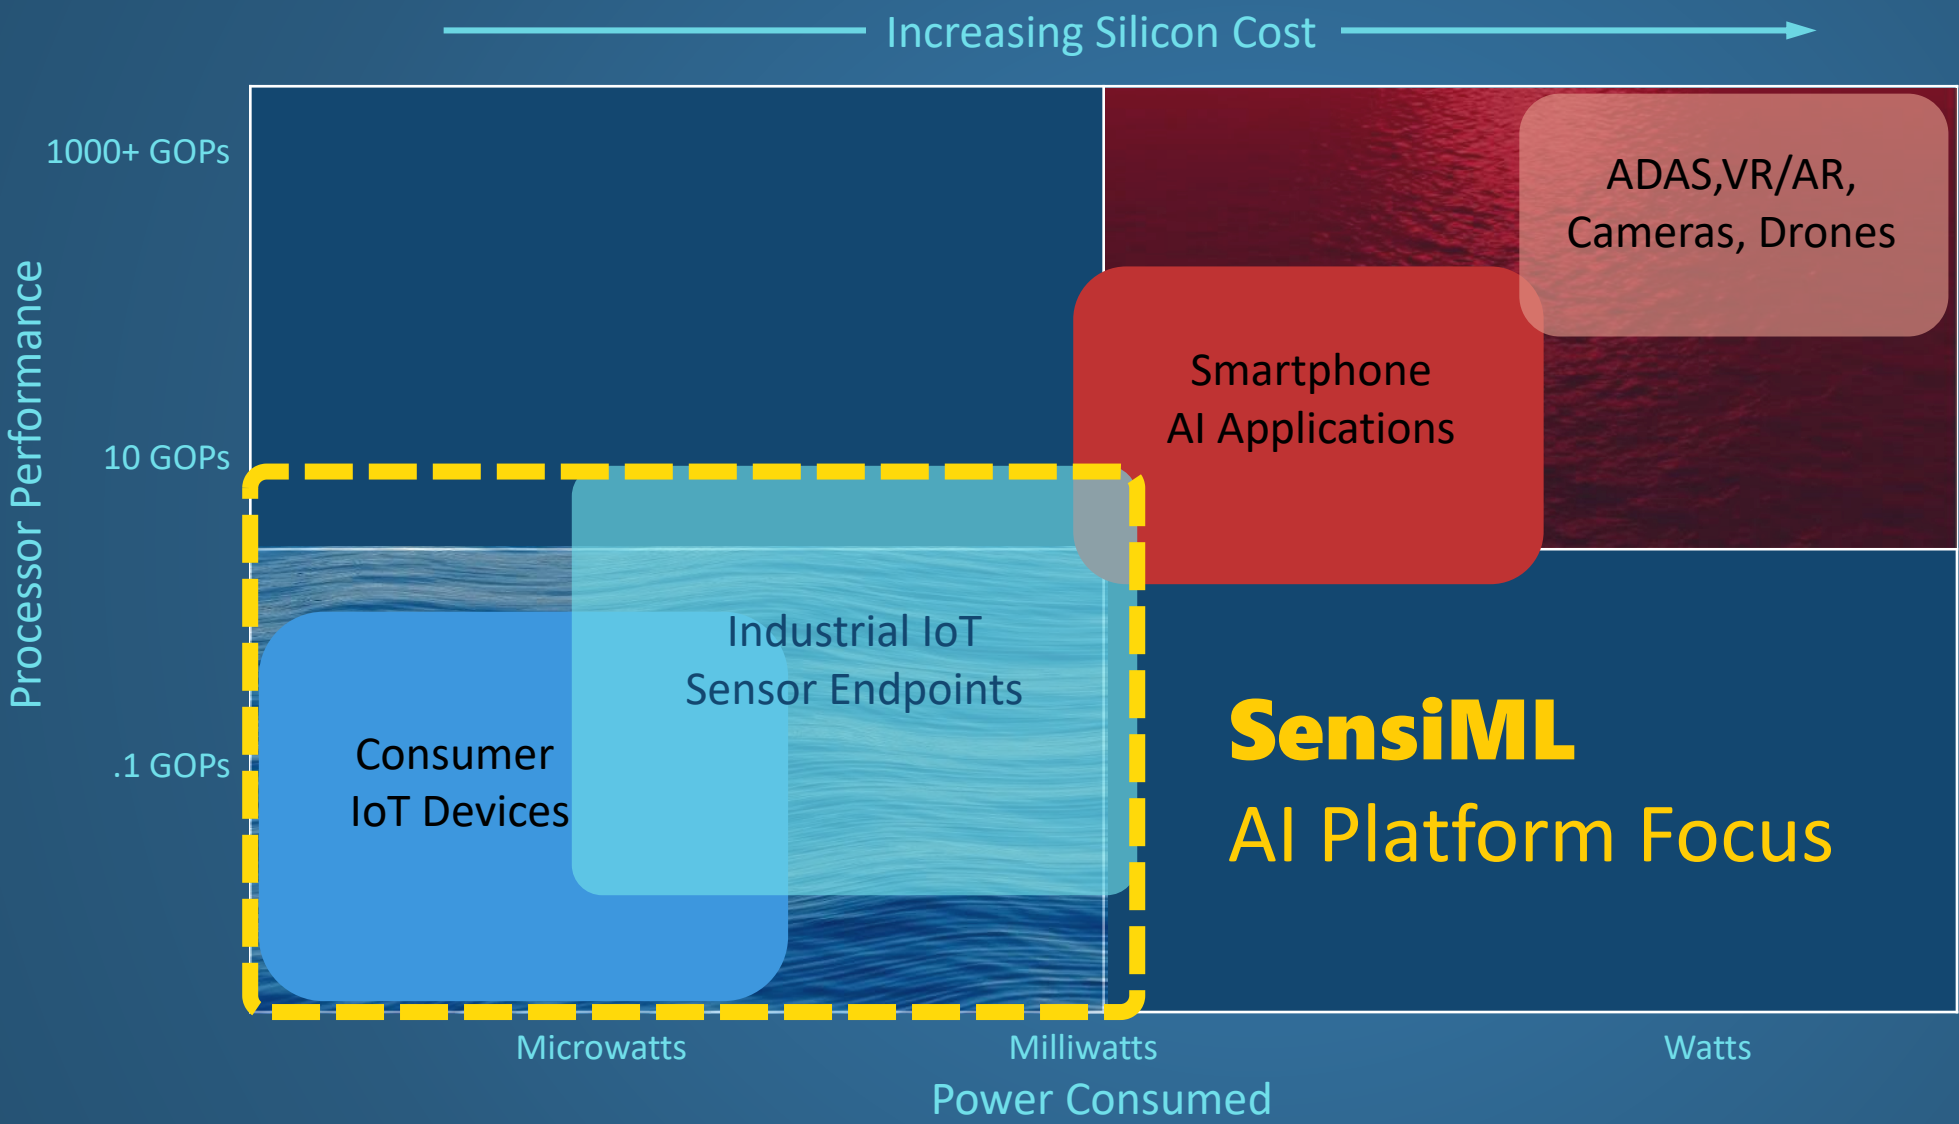 Increasing Silicon Cost
1000+ GOPs
ADAS,VR/AR,
Cameras, Drones
Processor Performance
Smartphone
AI Applications
10 GOPs
Industrial IoT
Sensor Endpoints
Consumer
IoT Devices
.1 GOPs
SensiML
AI Platform Focus
Microwatts
Milliwatts
Watts
Power Consumed